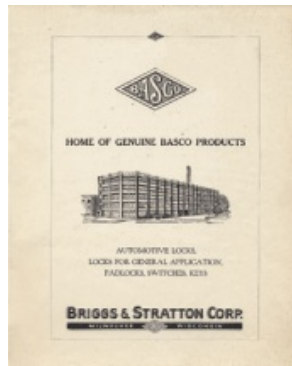 BASCO
HOME OF GENUINE BASCO PRODUCTS
AUTOMOTIVE LOCKS,
LOCKS FOR GENERAL APPLICATION,
PADLOCKS, SWITCHES, KEYS
BRIGGS & STRATTON CORP.
MILWAUKEE WISCONSIN